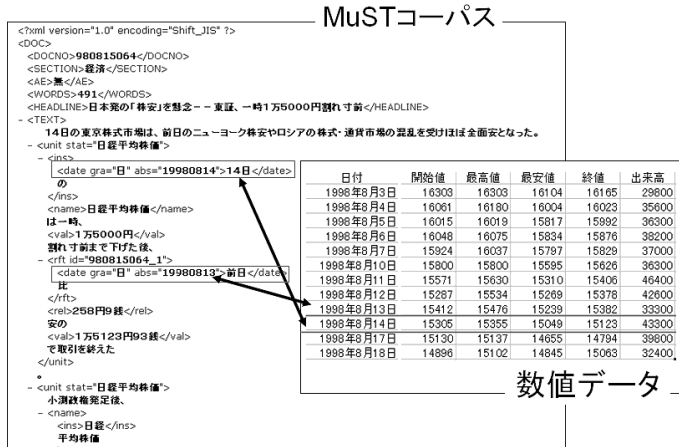 MuSTコーパス
<?xml version="1.0" encoding="Shift_JIS" ?>
<DOC>
<DOCNO>980815064</DOCNO>
<SECTION>経済</SECTION>
<AE>無</AE>
<WORDS>491</WORDS>
<HEADLINE>日本発の「株安」を懸念－－東証、一時1万5000円割れ寸前</HEADLINE>
- <TEXT>
14日の東京株式市場は、前日のニューヨーク株安やロシアの株式・通貨市場の混乱を受けほぼ全面安となった。
- <unit stat="日経平均株価">
- <ins>
<date gra="日" abs="19980814">14日</date>
の
</ins>
<name>日経平均株価</name>
は一時、
<val>1万5000円</val>
割れ寸前まで下げた後、
- <rft id="980815064_1">
<date gra="日" abs="19980813">前日</date>
比
</rft>
<rel>258円9銭</rel>
安の
<val>1万5123円93銭</val>
で取引を終えた
</unit>
。
- <unit stat="日経平均株価">
小渕政権発足後、
- <name>
<ins>日経</ins>
平均株価
日付 開始値 最高値 最安値 終値 出来高
1998年8月3日 16303 16303 16104 16165 29800
1998年8月4日 16061 16180 16004 16023 35600
1998年8月5日 16015 16019 15817 15992 36300
1998年8月6日 16048 16075 15834 15876 38200
1998年8月7日 15924 16037 15797 15829 37000
1998年8月10日 15800 15800 15595 15626 36300
1998年8月11日 15571 15630 15310 15406 46400
1998年8月12日 15287 15534 15269 15378 42600
1998年8月13日 15412 15476 15239 15382 33300
1998年8月14日 15305 15355 15049 15123 43300
1998年8月17日 15130 15137 14655 14794 39800
1998年8月18日 14896 15102 14845 15063 32400
数値データ